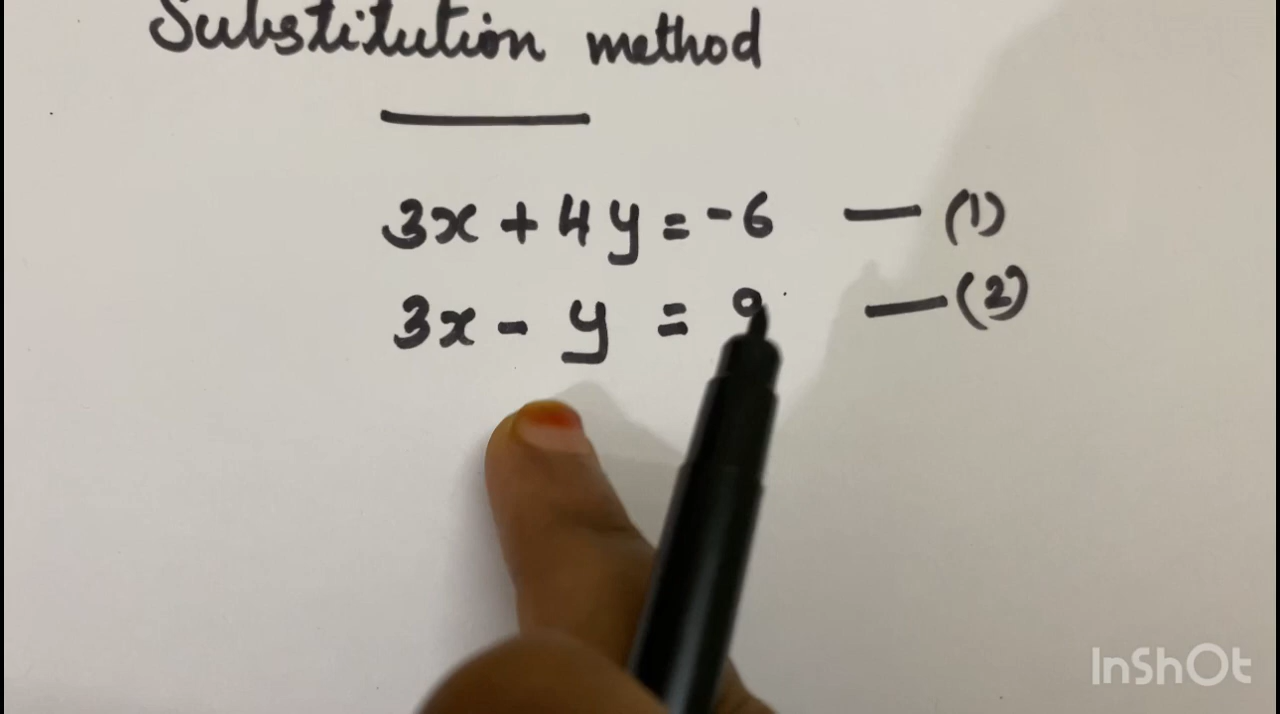 Substitution method
3x + 4y = -6 — (1)
3x - y = — (2)
InShOt